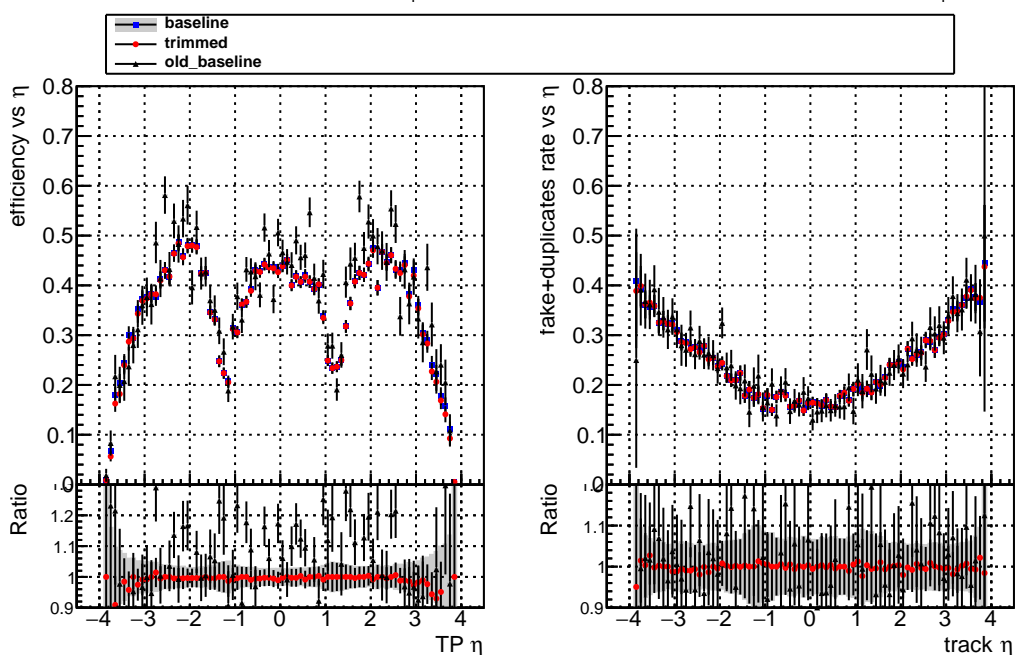 baseline
trimmed
old_baseline
efficiency vs η
0.8
0.7
0.6
0.5
0.4
0.3
0.2
0.1
0
Ratio
1.2
1.1
1
0.9
−4 −3 −2 −1 0 1 2 3 4
TP η
fake+duplicates rate vs η
0.8
0.7
0.6
0.5
0.4
0.3
0.2
0.1
Ratio
1.1
1
0.9
−4 −3 −2 −1 0 1 2 3 4
track η